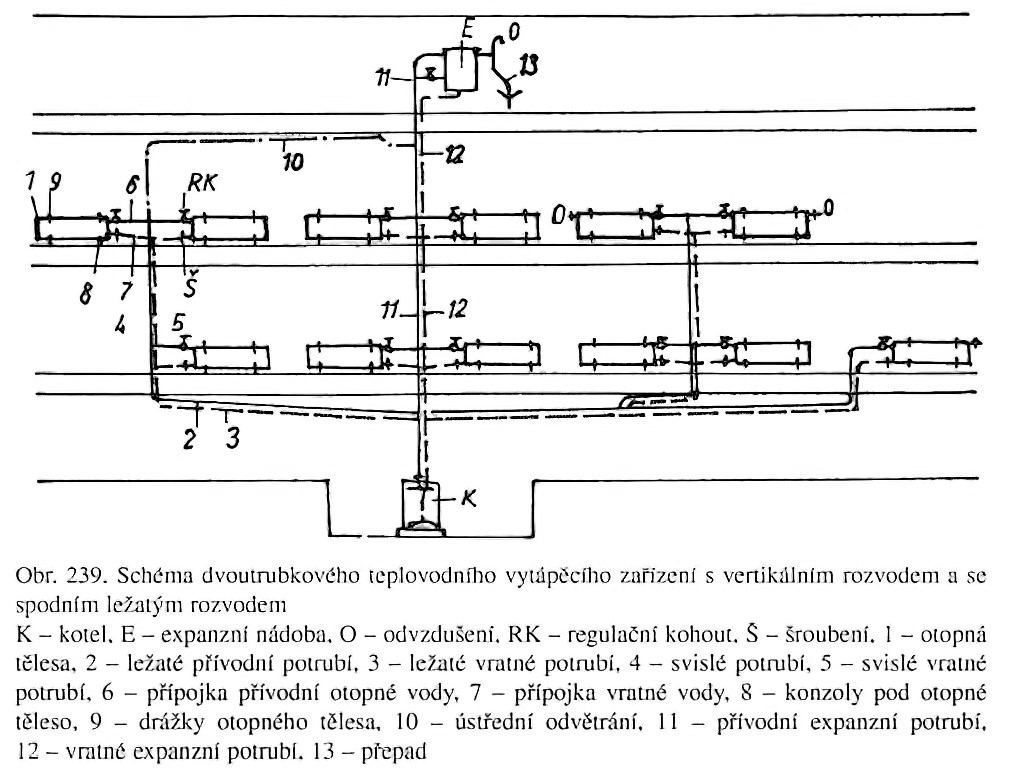 E O
11 13
10 12
1 9 6 RK
O O
8 7 Š
4 5 11 12
2 3
K
Obr. 239. Schéma dvoutrubkového teplovodního vytápěcího zařízení s vertikálním rozvodem a se
spodním ležatým rozvodem
K – kotel, E – expanzní nádoba, O – odvzdušení, RK – regulační kohout, Š – šroubení, 1 – otopná
tělesa, 2 – ležaté přívodní potrubí, 3 – ležaté vratné potrubí, 4 – svislé potrubí, 5 – svislé vratné
potrubí, 6 – přípojka přívodní otopné vody, 7 – přípojka vratné vody, 8 – konzoly pod otopné
těleso, 9 – drážky otopného tělesa, 10 – ústřední odvětrání, 11 – přívodní expanzní potrubí,
12 – vratné expanzní potrubí, 13 – přepad